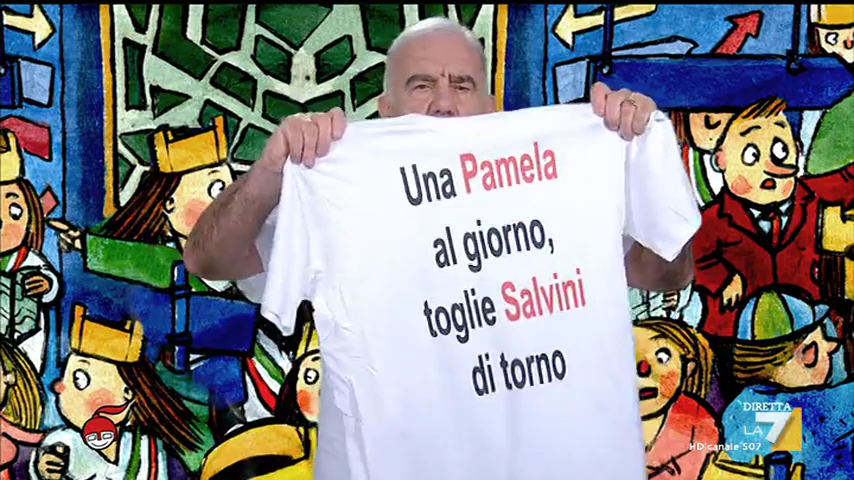 Una Pamela
al giorno,
toglie Salvini
di torno
DIRETTA
LA 7
HD canale 507